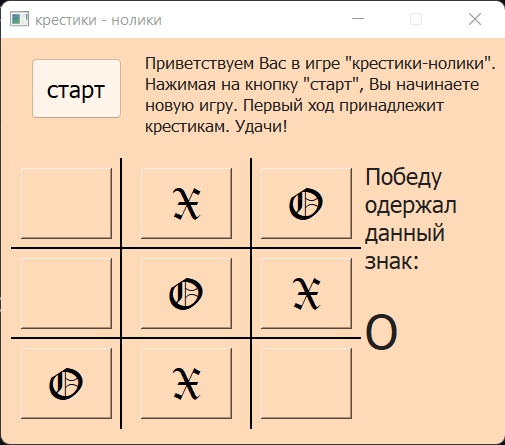 крестики - нолики
старт
Приветствуем Вас в игре "крестики-нолики".
Нажимая на кнопку "старт", Вы начинаете
новую игру. Первый ход принадлежит
крестикам. Удачи!
X O
O X
O X
Победу
одержал
данный
знак:
O